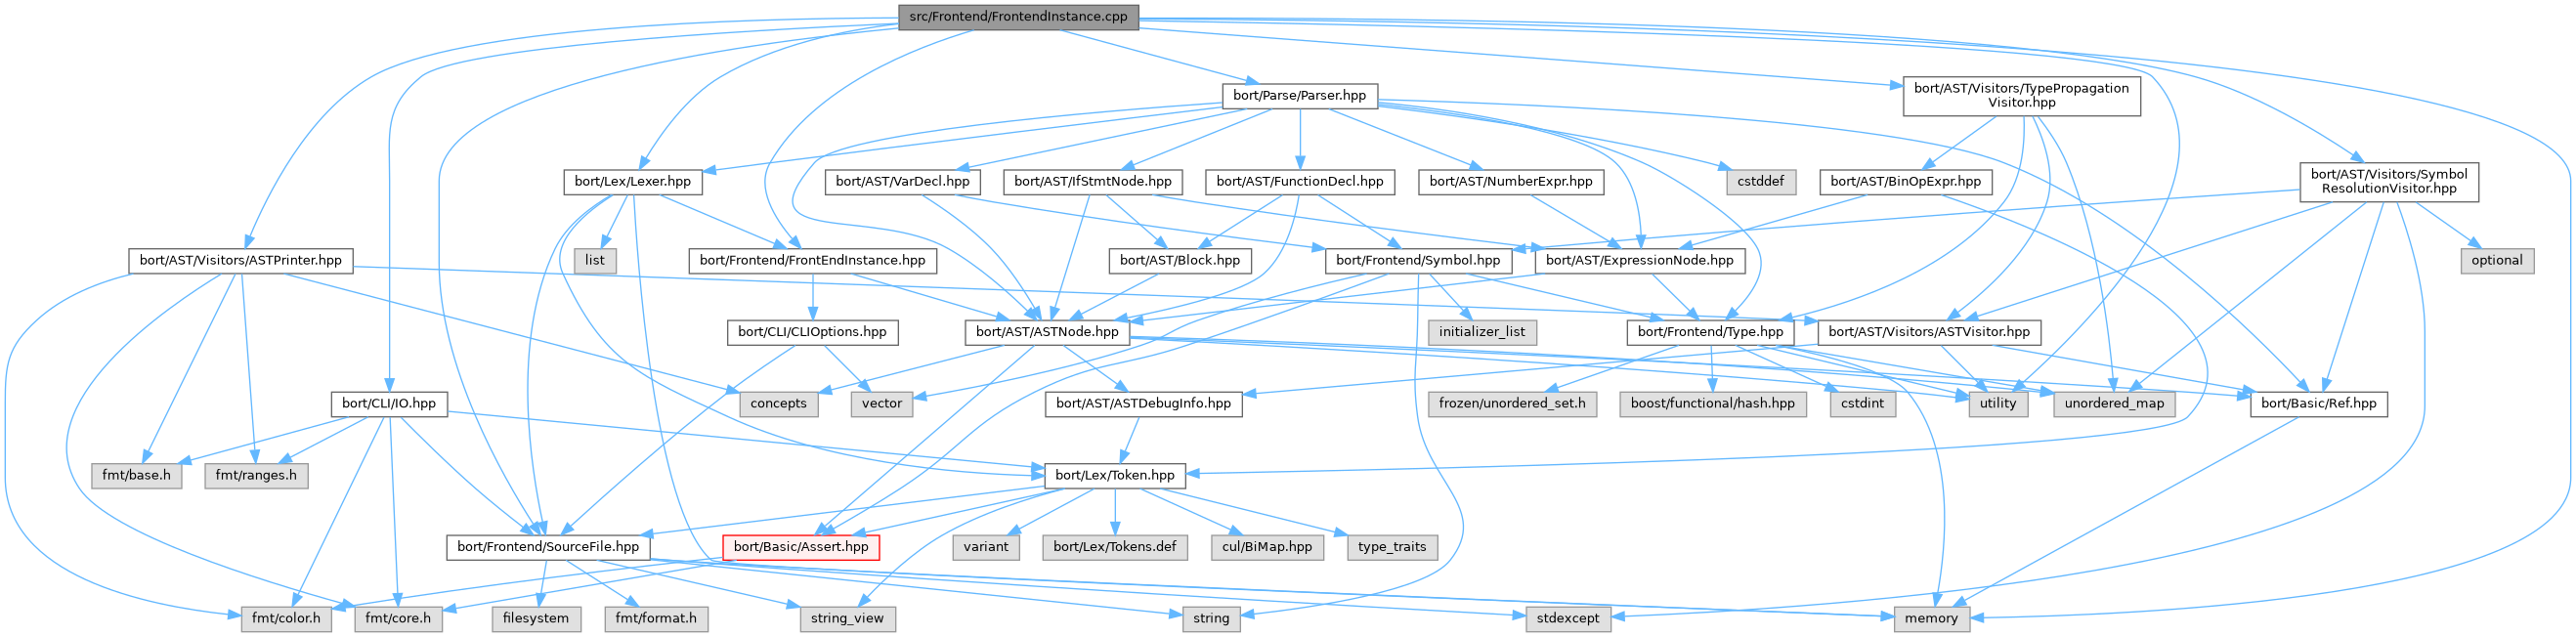 src/Frontend/FrontendInstance.cpp
bort/Parse/Parser.hpp
bort/AST/Visitors/TypePropagation
Visitor.hpp
bort/Lex/Lexer.hpp
bort/AST/VarDecl.hpp
bort/AST/IfStmtNode.hpp
bort/AST/FunctionDecl.hpp
bort/AST/NumberExpr.hpp
cstddef
bort/AST/BinOpExpr.hpp
bort/AST/Visitors/Symbol
ResolutionVisitor.hpp
bort/AST/Visitors/ASTPrinter.hpp
list
bort/Frontend/FrontEndInstance.hpp
bort/AST/Block.hpp
bort/Frontend/Symbol.hpp
bort/AST/ExpressionNode.hpp
optional
bort/CLI/CLIOptions.hpp
bort/AST/ASTNode.hpp
initializer_list
bort/Frontend/Type.hpp
bort/AST/Visitors/ASTVisitor.hpp
bort/CLI/IO.hpp
concepts
vector
bort/AST/ASTDebugInfo.hpp
frozen/unordered_set.h
boost/functional/hash.hpp
cstdint
utility
unordered_map
bort/Basic/Ref.hpp
fmt/base.h
fmt/ranges.h
bort/Lex/Token.hpp
bort/Frontend/SourceFile.hpp
bort/Basic/Assert.hpp
variant
bort/Lex/Tokens.def
cul/BiMap.hpp
type_traits
fmt/color.h
fmt/core.h
filesystem
fmt/format.h
string_view
string
stdexcept
memory